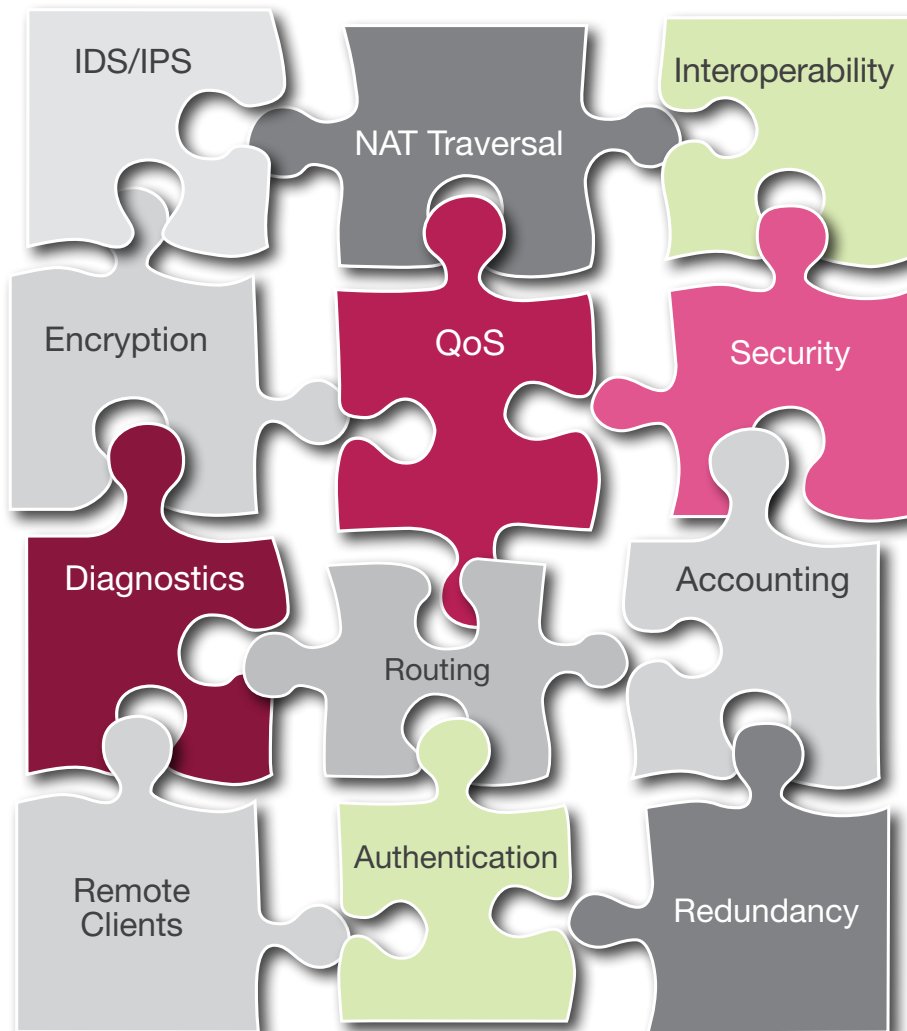 IDS/IPS
NAT Traversal
Interoperability
Encryption
QoS
Security
Diagnostics
Routing
Accounting
Remote
Clients
Authentication
Redundancy